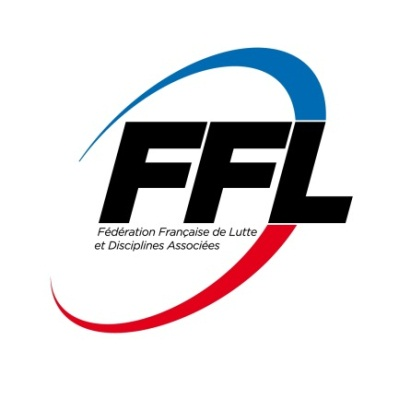 FFL
Fédération Française de Lutte
et Disciplines Associées